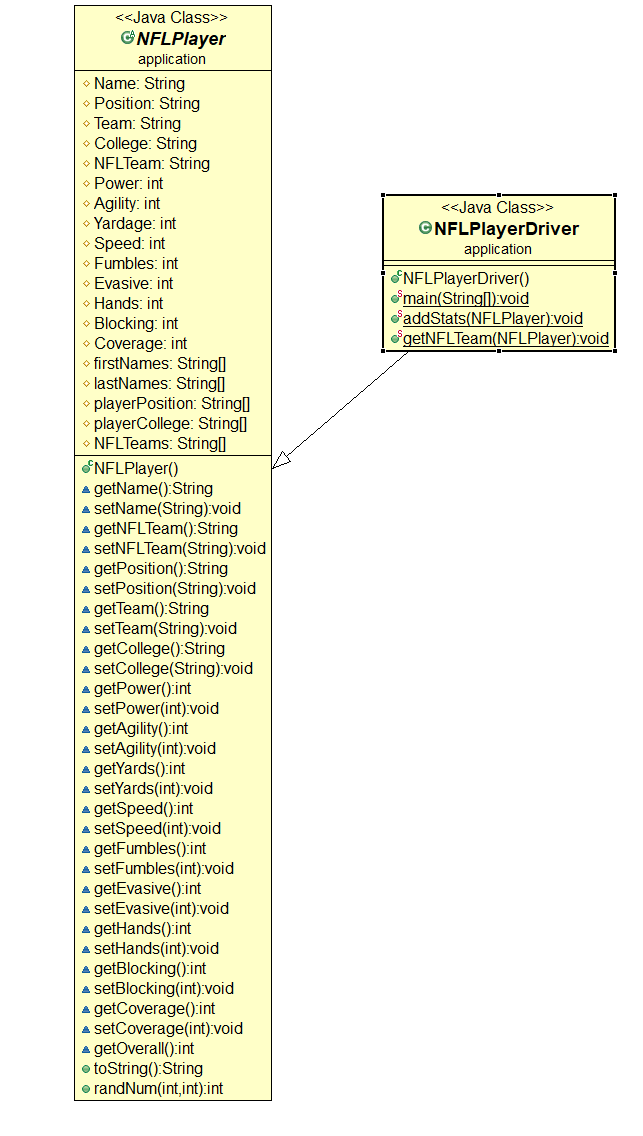 <<Java Class>>
NFLPlayer
application
Name: String
Position: String
Team: String
College: String
NFLTeam: String
Power: int
Agility: int
Yardage: int
Speed: int
Fumbles: int
Evasive: int
Hands: int
Blocking: int
Coverage: int
firstNames: String[]
lastNames: String[]
playerPosition: String[]
playerCollege: String[]
NFLTeams: String[]
NFLPlayer()
getName():String
setName(String):void
getNFLTeam():String
setNFLTeam(String):void
getPosition():String
setPosition(String):void
getTeam():String
setTeam(String):void
getCollege():String
setCollege(String):void
getPower():int
setPower(int):void
getAgility():int
setAgility(int):void
getYards():int
setYards(int):void
getSpeed():int
setSpeed(int):void
getFumbles():int
setFumbles(int):void
getEvasive():int
setEvasive(int):void
getHands():int
setHands(int):void
getBlocking():int
setBlocking(int):void
getCoverage():int
setCoverage(int):void
getOverall():int
toString():String
randNum(int,int):int
<<Java Class>>
NFLPlayerDriver
application
NFLPlayerDriver()
main(String[]):void
addStats(NFLPlayer):void
getNFLTeam(NFLPlayer):void